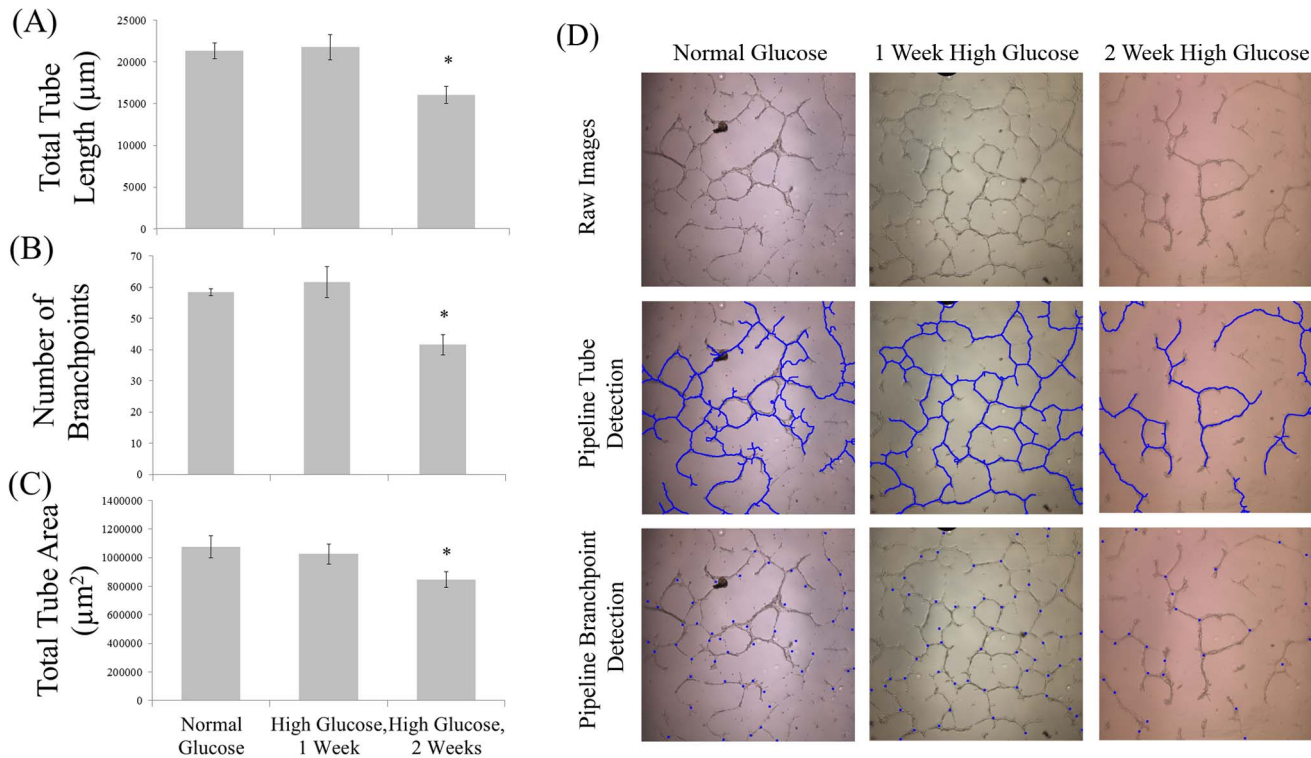 (A)
Total Tube
Length (µm)
25000
20000
15000
10000
5000
0
*
(B)
Number of
Branchpoints
70
60
50
40
30
20
10
0
*
(C)
Total Tube Area
(µm²)
1400000
1200000
1000000
800000
600000
400000
200000
0
*
Normal
Glucose
High Glucose,
1 Week
High Glucose,
2 Weeks
(D)
Normal Glucose
1 Week High Glucose
2 Week High Glucose
Raw Images
Pipeline Tube
Detection
Pipeline Branchpoint
Detection